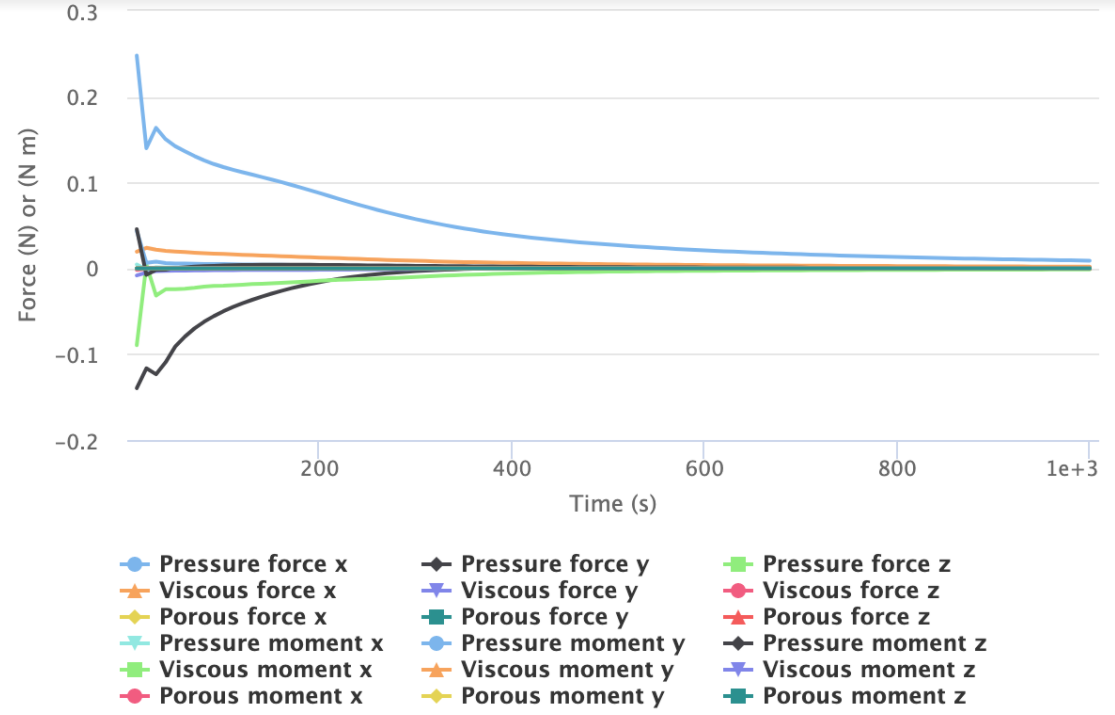 0.3
0.2
0.1
0
−0.1
−0.2
Force (N) or (N m)
200 400 600 800 1e+3
Time (s)
Pressure force x Pressure force y Pressure force z
Viscous force x Viscous force y Viscous force z
Porous force x Porous force y Porous force z
Pressure moment x Pressure moment y Pressure moment z
Viscous moment x Viscous moment y Viscous moment z
Porous moment x Porous moment y Porous moment z